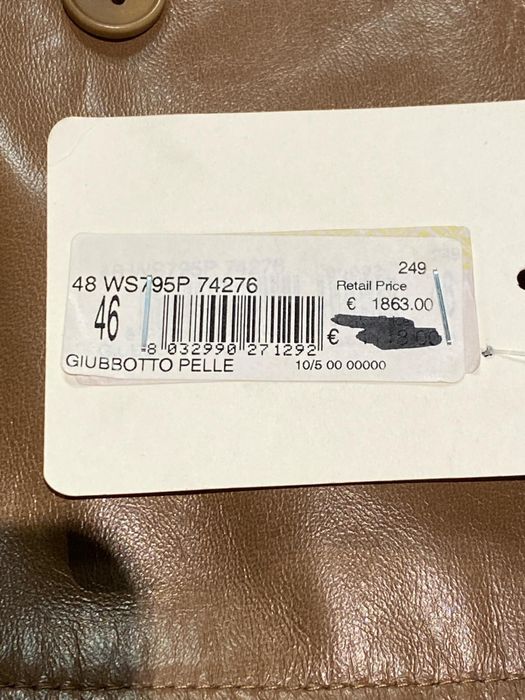 48 WS795P 74276
249
46
Retail Price
€ 1863.00
€
8 032990 271292
GIUBBOTTO PELLE
10/5 00 00000